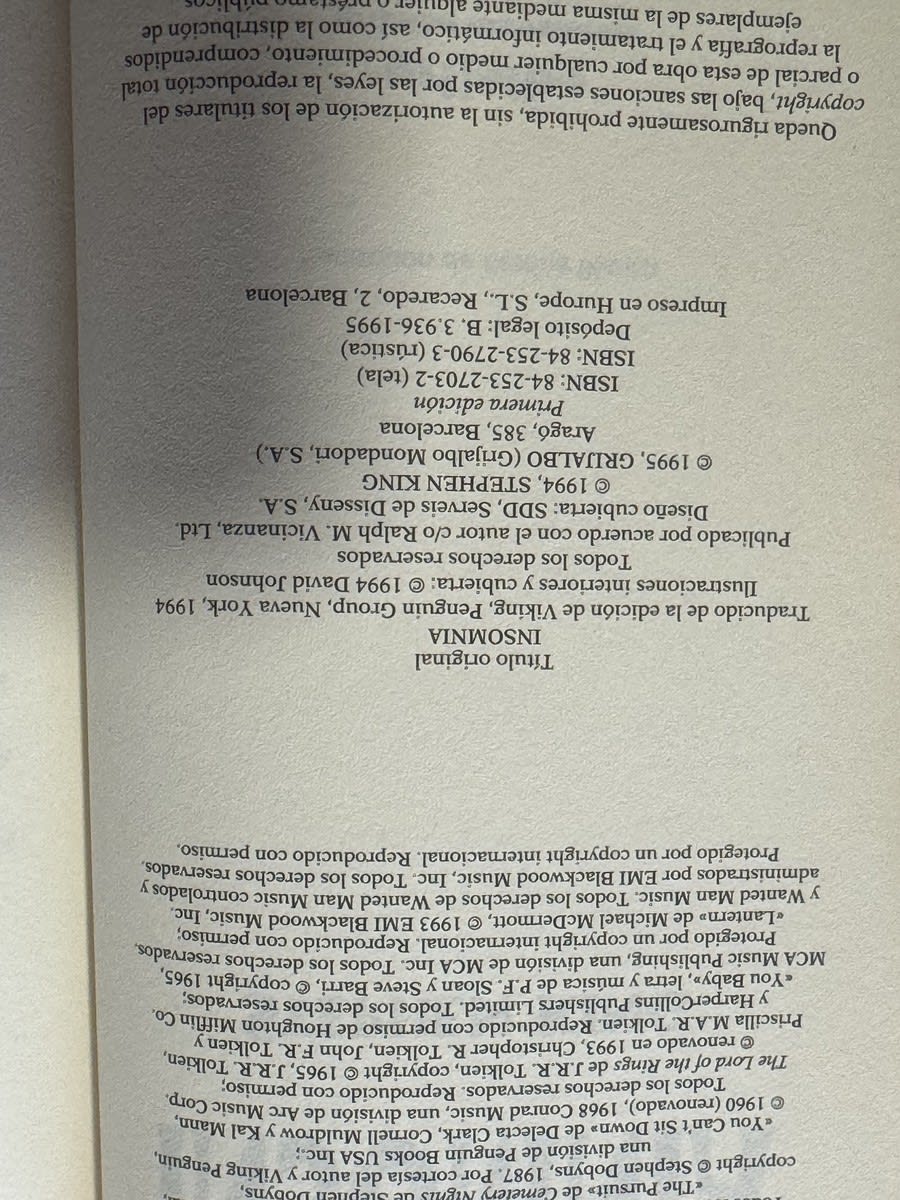 «The Pursuit» de Cemetery Nights de Stephen Dobyns,
copyright © Stephen Dobyns, 1987. Por cortesía del autor y Viking Penguin,
una división de Penguin Books USA Inc.;
«You Can't Sit Down» de Delecta Clark, Cornell Muldrow y Kal Mann,
© 1960 (renovado), 1968 Conrad Music, una división de Arc Music Corp.
Todos los derechos reservados. Reproducido con permiso;
The Lord of the Rings de J.R.R. Tolkien, copyright © 1965, J.R.R. Tolkien,
© renovado en 1993, Christopher R. Tolkien, John F.R. Tolkien y
Priscilla M.A.R. Tolkien. Reproducido con permiso de Houghton Mifflin Co.
y HarperCollins Publishers Limited. Todos los derechos reservados;
«You Baby», letra y música de P.F. Sloan y Steve Barri, © copyright 1965,
MCA Music Publishing, una división de MCA Inc. Todos los derechos reservados.
Protegido por un copyright internacional. Reproducido con permiso;
«Lantern» de Michael McDermott, © 1993 EMI Blackwood Music, Inc.
y Wanted Man Music. Todos los derechos de Wanted Man Music controlados y
administrados por EMI Blackwood Music, Inc. Todos los derechos reservados.
Protegido por un copyright internacional. Reproducido con permiso.
Título original
INSOMNIA
Traducido de la edición de Viking, Penguin Group, Nueva York, 1994
Ilustraciones interiores y cubierta: © 1994 David Johnson
Todos los derechos reservados
Publicado por acuerdo con el autor c/o Ralph M. Vicinanza, Ltd.
Diseño cubierta: SDD, Serveis de Disseny, S.A.
© 1994, STEPHEN KING
© 1995, GRIJALBO (Grijalbo Mondadori, S.A.)
Aragó, 385, Barcelona
Primera edición
ISBN: 84-253-2703-2 (tela)
ISBN: 84-253-2790-3 (rústica)
Depósito legal: B. 3.936-1995
Impreso en Hurope, S.L., Recaredo, 2, Barcelona
Queda rigurosamente prohibida, sin la autorización de los titulares del
copyright, bajo las sanciones establecidas por las leyes, la reproducción total
o parcial de esta obra por cualquier medio o procedimiento, comprendidos
la reprografía y el tratamiento informático, así como la distribución de
ejemplares de la misma mediante alquiler o préstamo públicos.